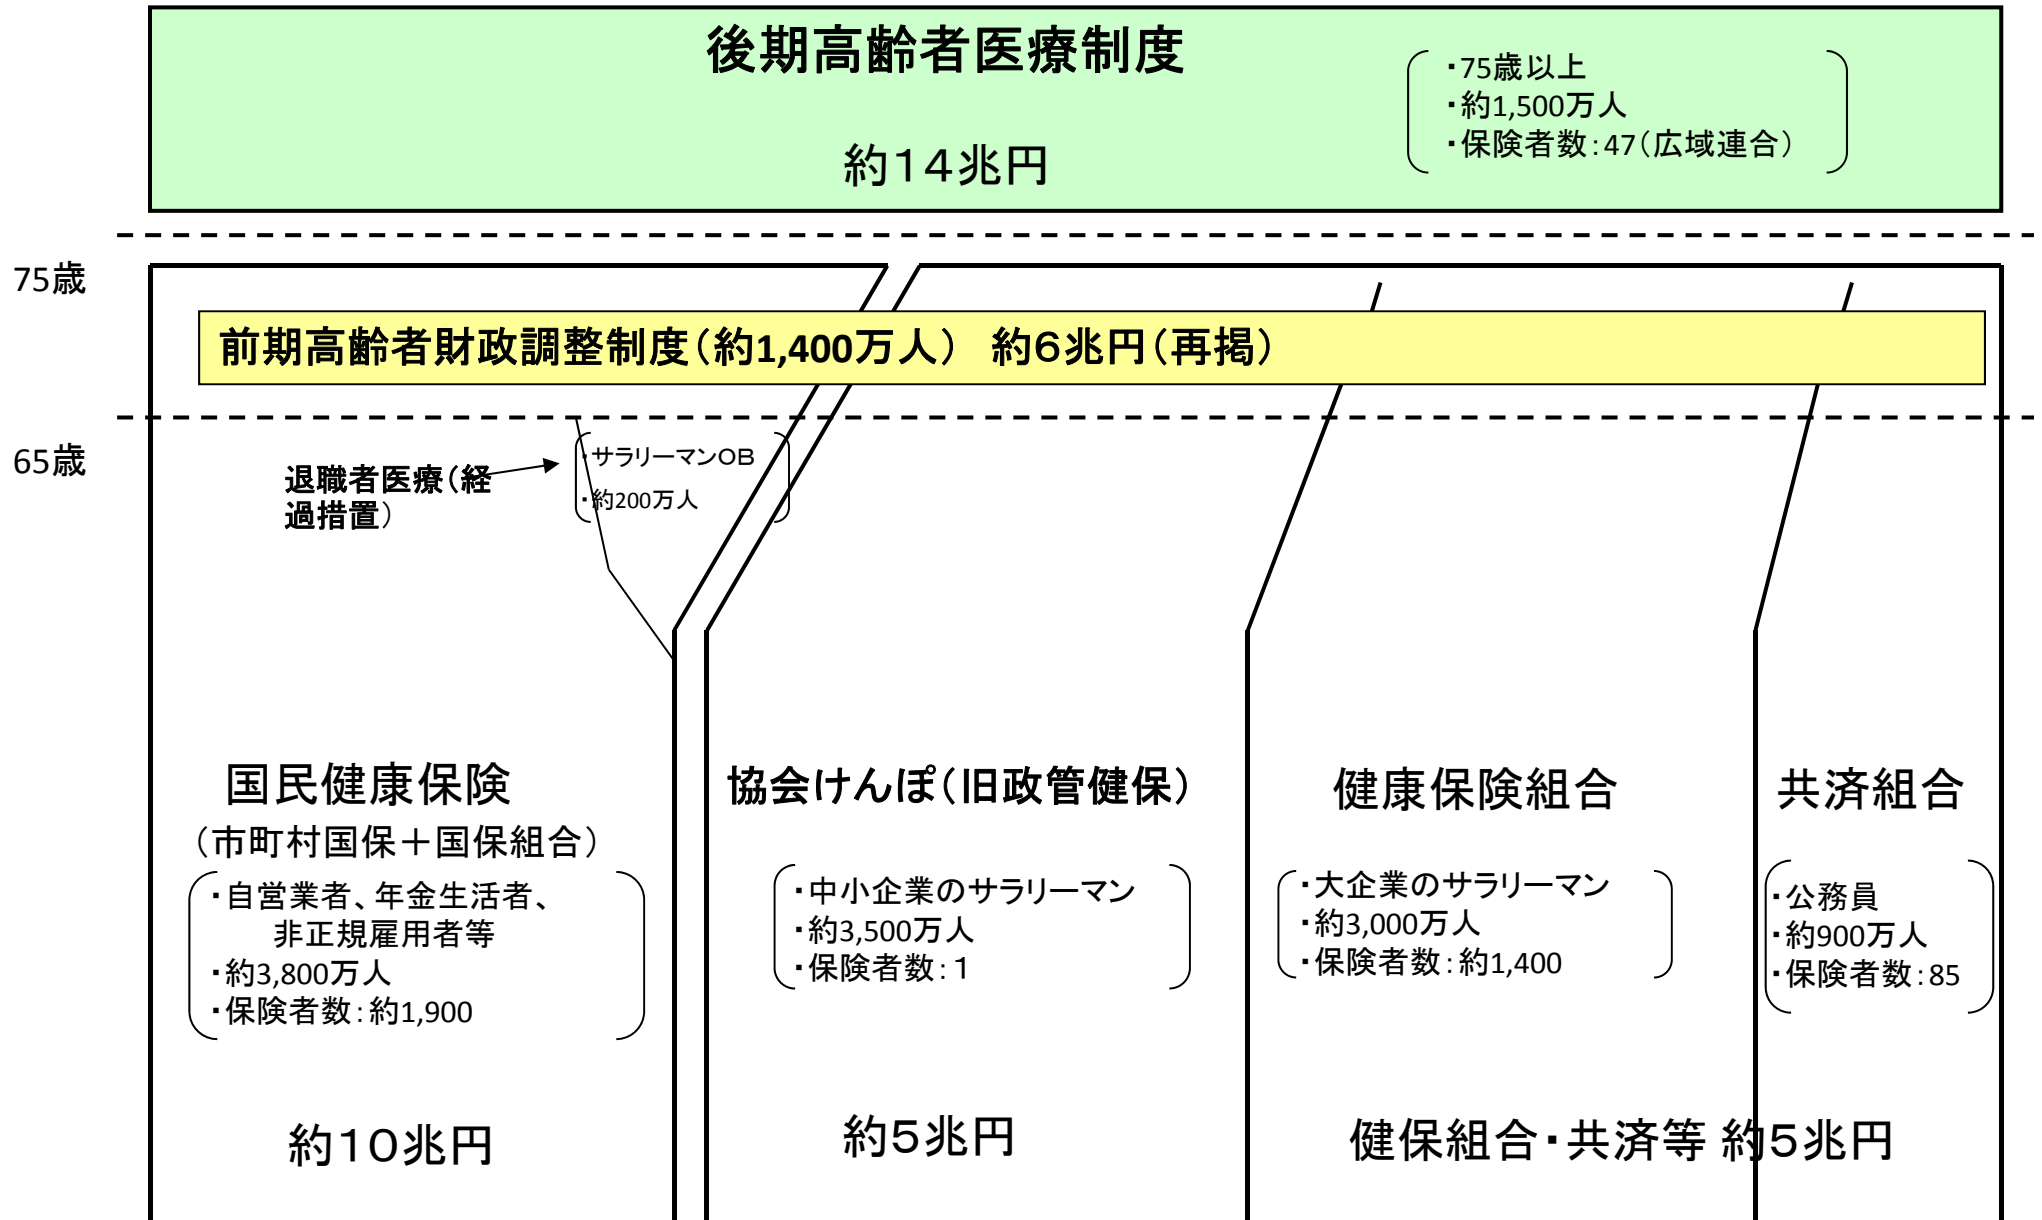 後期高齢者医療制度
・75歳以上
・約1,500万人
・保険者数：47（広域連合）
約１４兆円
75歳
前期高齢者財政調整制度（約1,400万人）　約６兆円（再掲）
65歳
退職者医療（経
過措置）
・サラリーマンＯＢ
・約200万人
国民健康保険
（市町村国保＋国保組合）
・自営業者、年金生活者、
非正規雇用者等
・約3,800万人
・保険者数：約1,900
約１０兆円
協会けんぽ（旧政管健保）
・中小企業のサラリーマン
・約3,500万人
・保険者数：１
約５兆円
健康保険組合
・大企業のサラリーマン
・約3,000万人
・保険者数：約1,400
共済組合
・公務員
・約900万人
・保険者数：85
健保組合・共済等 約５兆円